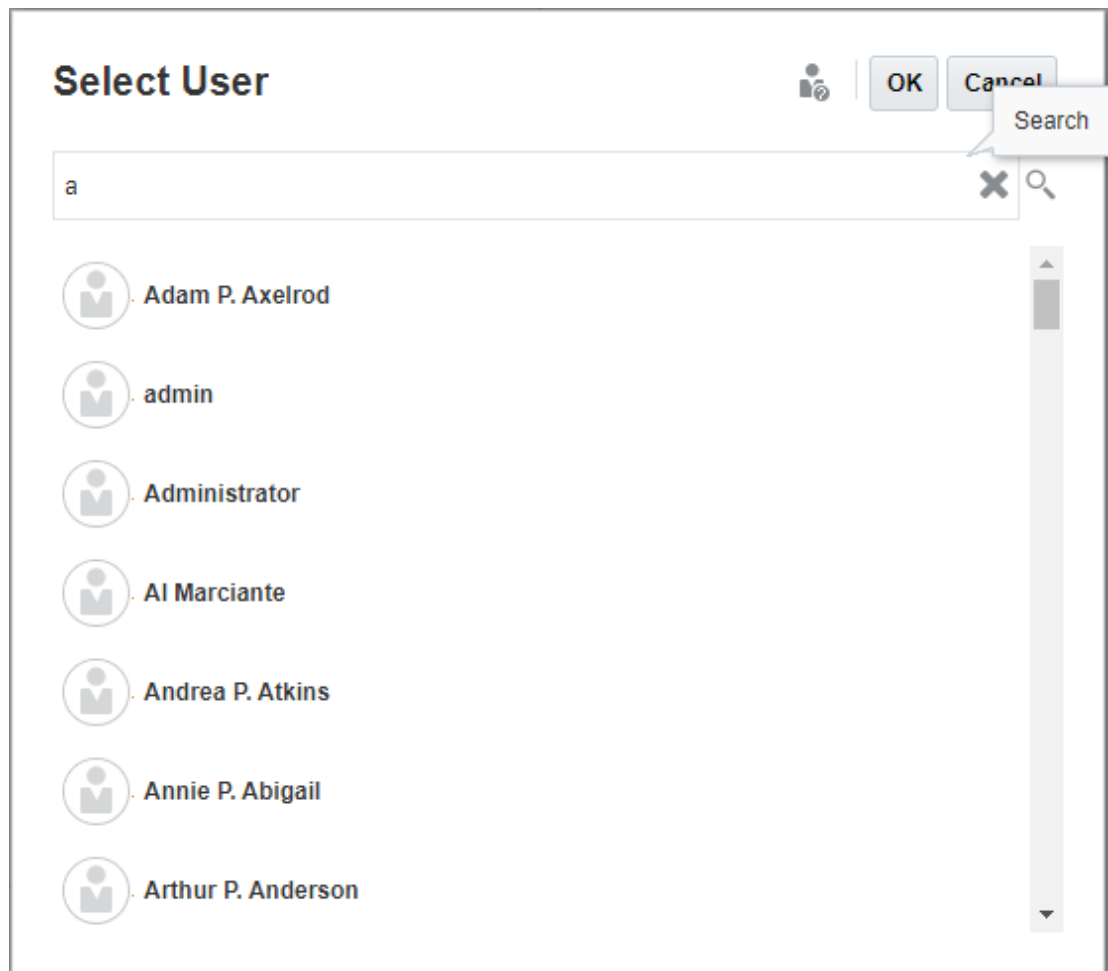 Select User
OK
Cancel
Search
a
Adam P. Axelrod
admin
Administrator
Al Marciante
Andrea P. Atkins
Annie P. Abigail
Arthur P. Anderson